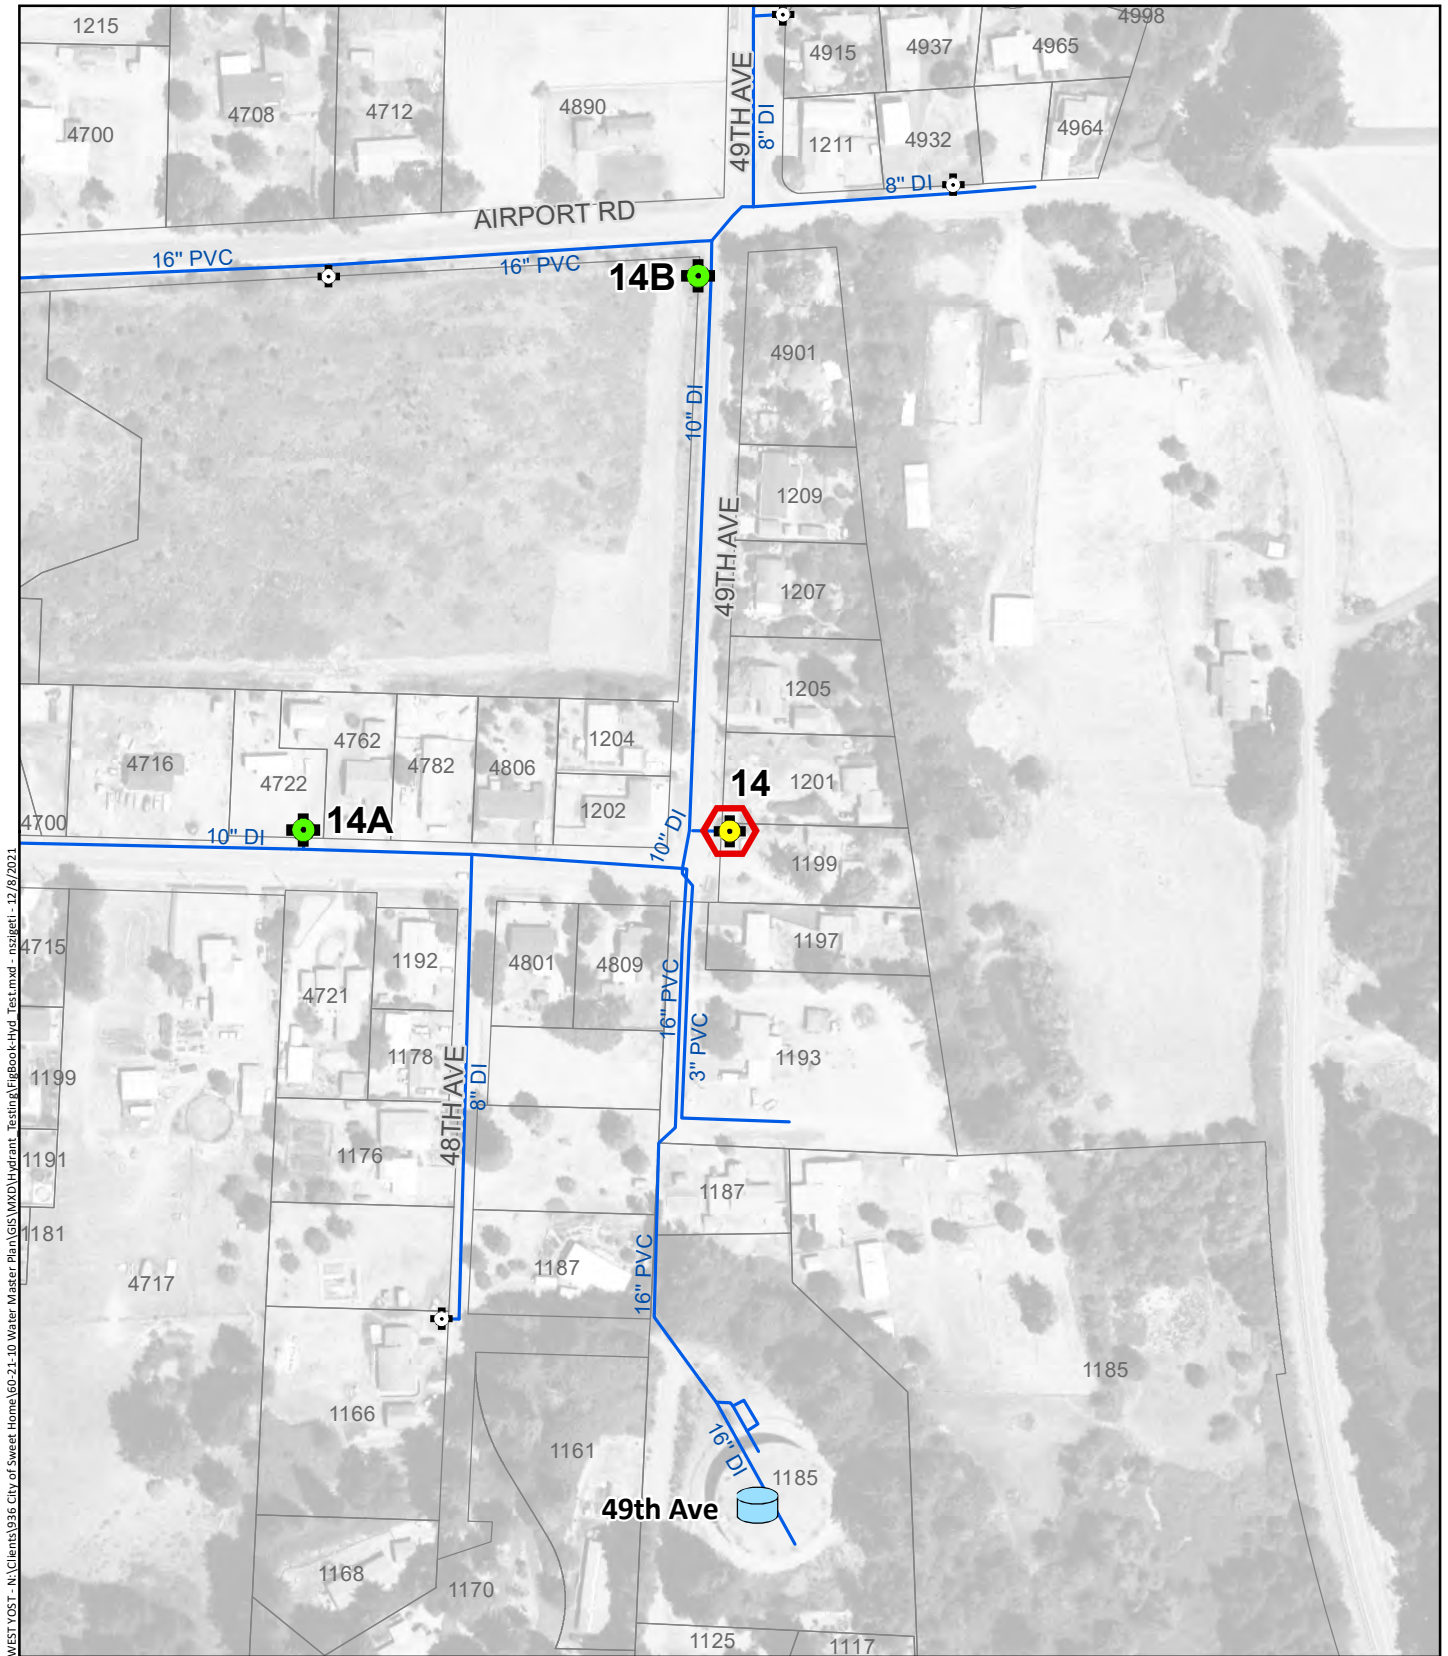 1215
4998
4915
4937
4965
4700
4708
4712
4890
49TH AVE
8" DI
1211
4932
4964
8" DI
AIRPORT RD
16" PVC
16" PVC
14B
4901
10" DI
1209
49TH AVE
1207
1205
4716
4722
4762
4782
4806
1204
1202
14
1201
4700
10" DI
14A
10" DI
1199
4715
1192
4801
4809
1197
4721
16" PVC
3" PVC
1199
1178
48TH AVE
8" DI
1193
1191
1176
1187
1181
4717
1187
16" PVC
1185
1166
1161
16" DI
1185
49th Ave
1168
1170
1125
1117
WEST YOST - N:\Clients\936 City of Sweet Home\60-21-10 Water Master Plan\GIS\MXD\Hydrant_Testing\FigBook-Hyd_Test.mxd - nszigeti - 12/8/2021